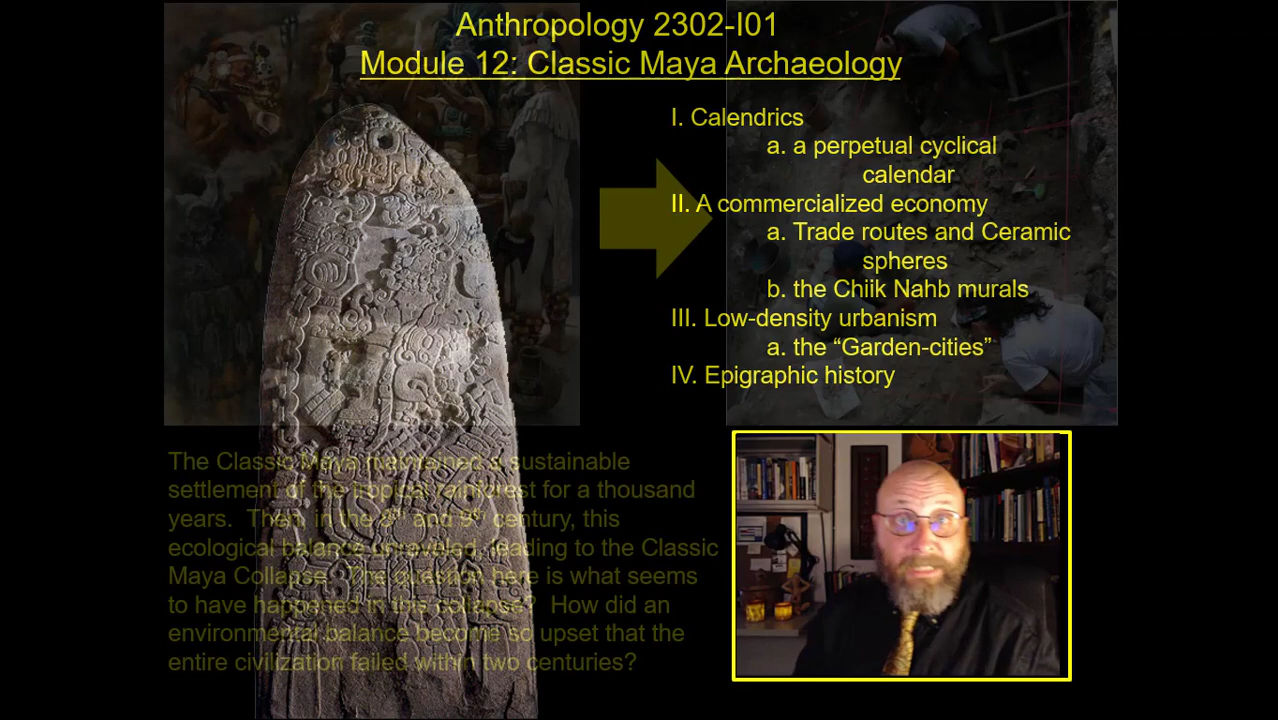 Anthropology 2302-I01
Module 12: Classic Maya Archaeology
I. Calendrics
a. a perpetual cyclical
calendar
II. A commercialized economy
a. Trade routes and Ceramic
spheres
b. the Chiik Nahb murals
III. Low-density urbanism
a. the “Garden-cities”
IV. Epigraphic history
The Classic Maya maintained a sustainable
settlement of the tropical rainforest for a thousand
years. Then, in the 8th and 9th century, this
ecological balance unraveled, leading to the Classic
Maya Collapse. The question here is what seems
to have happened in this collapse? How did an
environmental balance become so upset that the
entire civilization failed within two centuries?